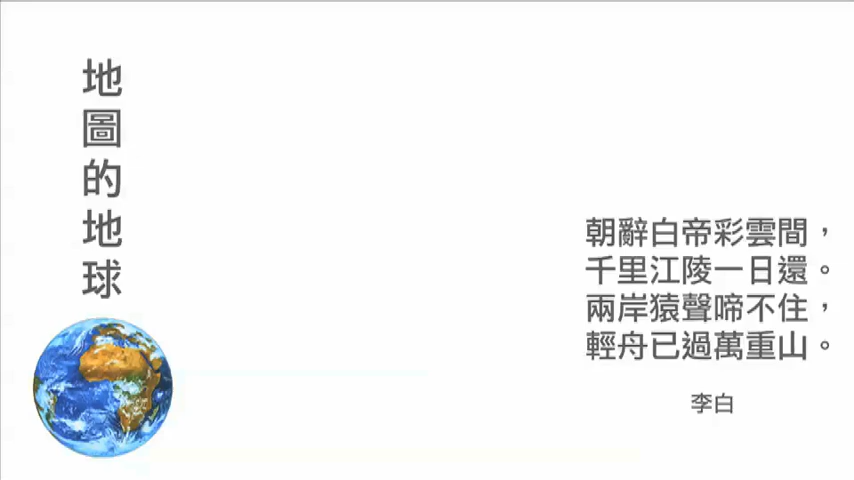 地圖的地球
朝辭白帝彩雲間，
千里江陵一日還。
兩岸猿聲啼不住，
輕舟已過萬重山。
李白